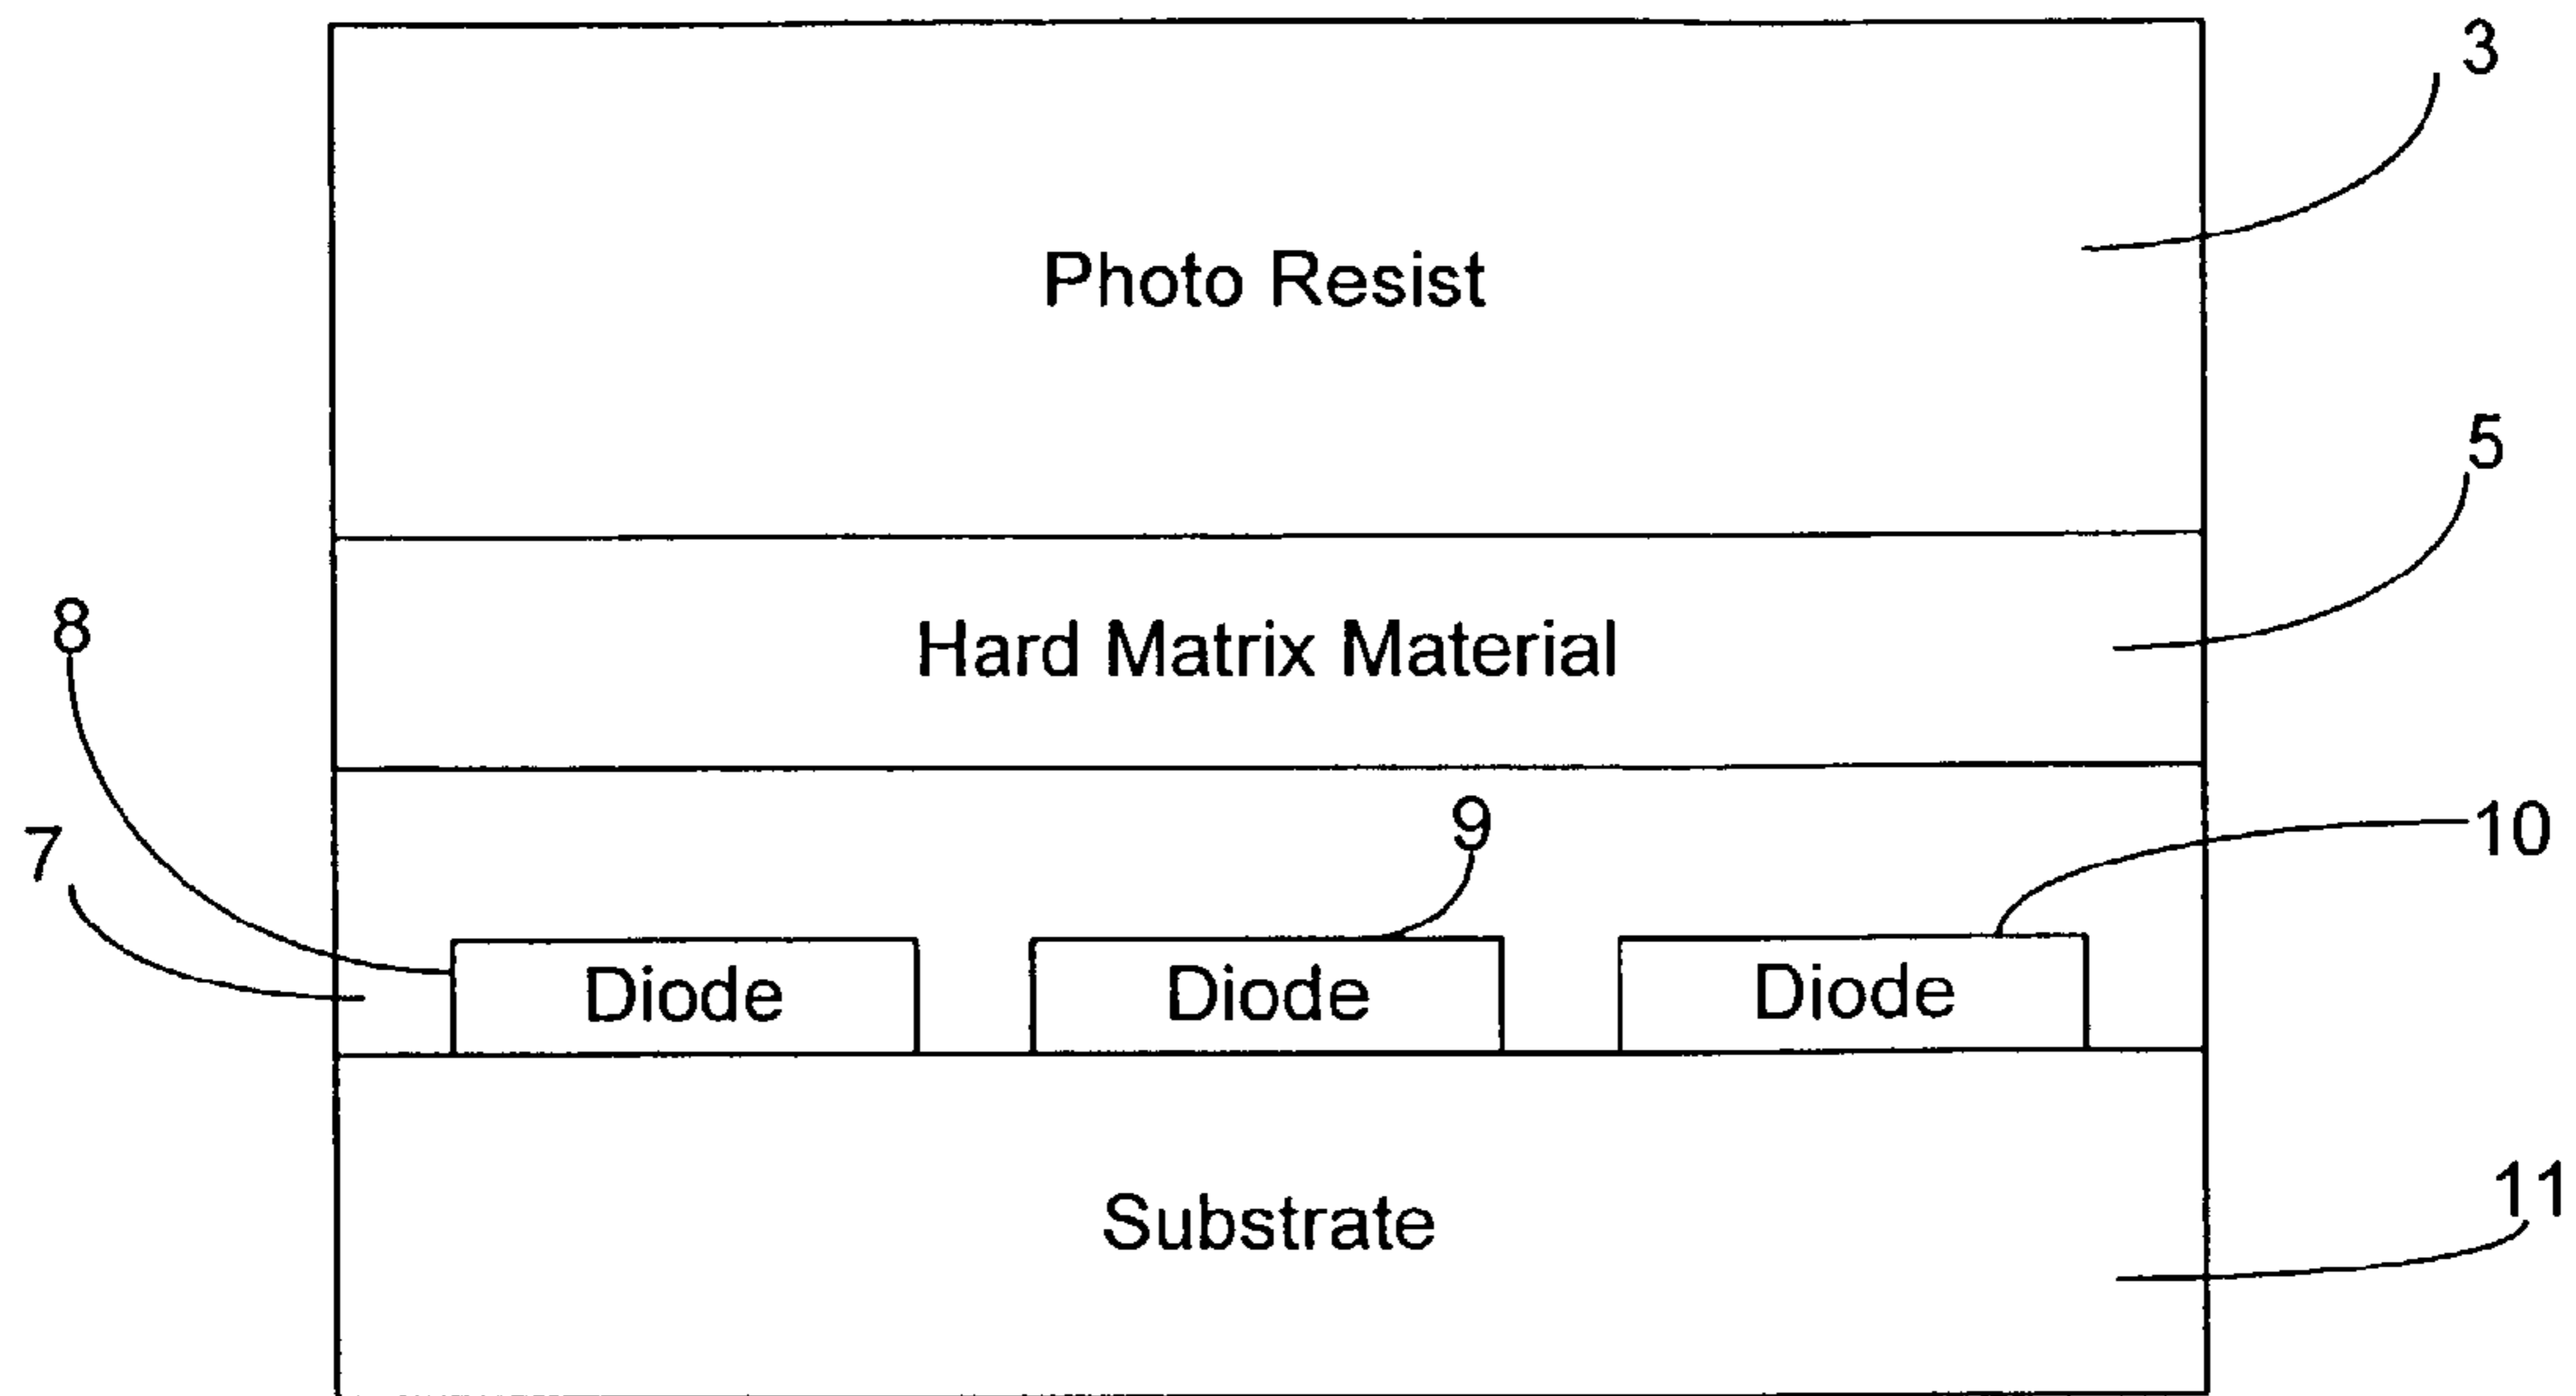 3
Photo Resist
5
Hard Matrix Material
8
7
9
10
Diode Diode Diode
11
Substrate